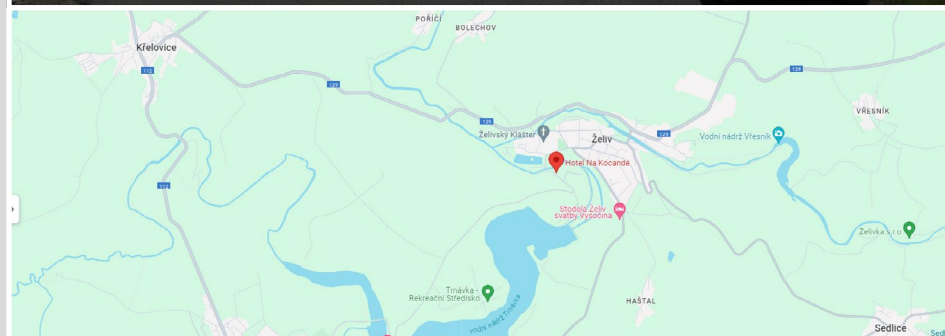 POŘÍČÍ
BOLECHOV
Křelovice
112
129
129
129
VŘESNÍK
Želivský Klášter
Želiv
129
Vodní nádrž Vřesník
Hotel Na Kocandě
112
Stodola Želiv
svatby Vysočina
Želivka s.r.o
Trnávka -
Rekreační Středisko
HAŠTAL
Vodní nádrž Trnávka
Sedlice